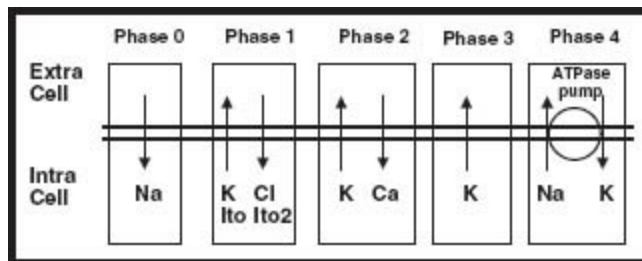 Phase 0 Phase 1 Phase 2 Phase 3 Phase 4
Extra
Cell
ATPase
pump
Intra
Cell
Na K Cl K Ca K Na K
Ito Ito2